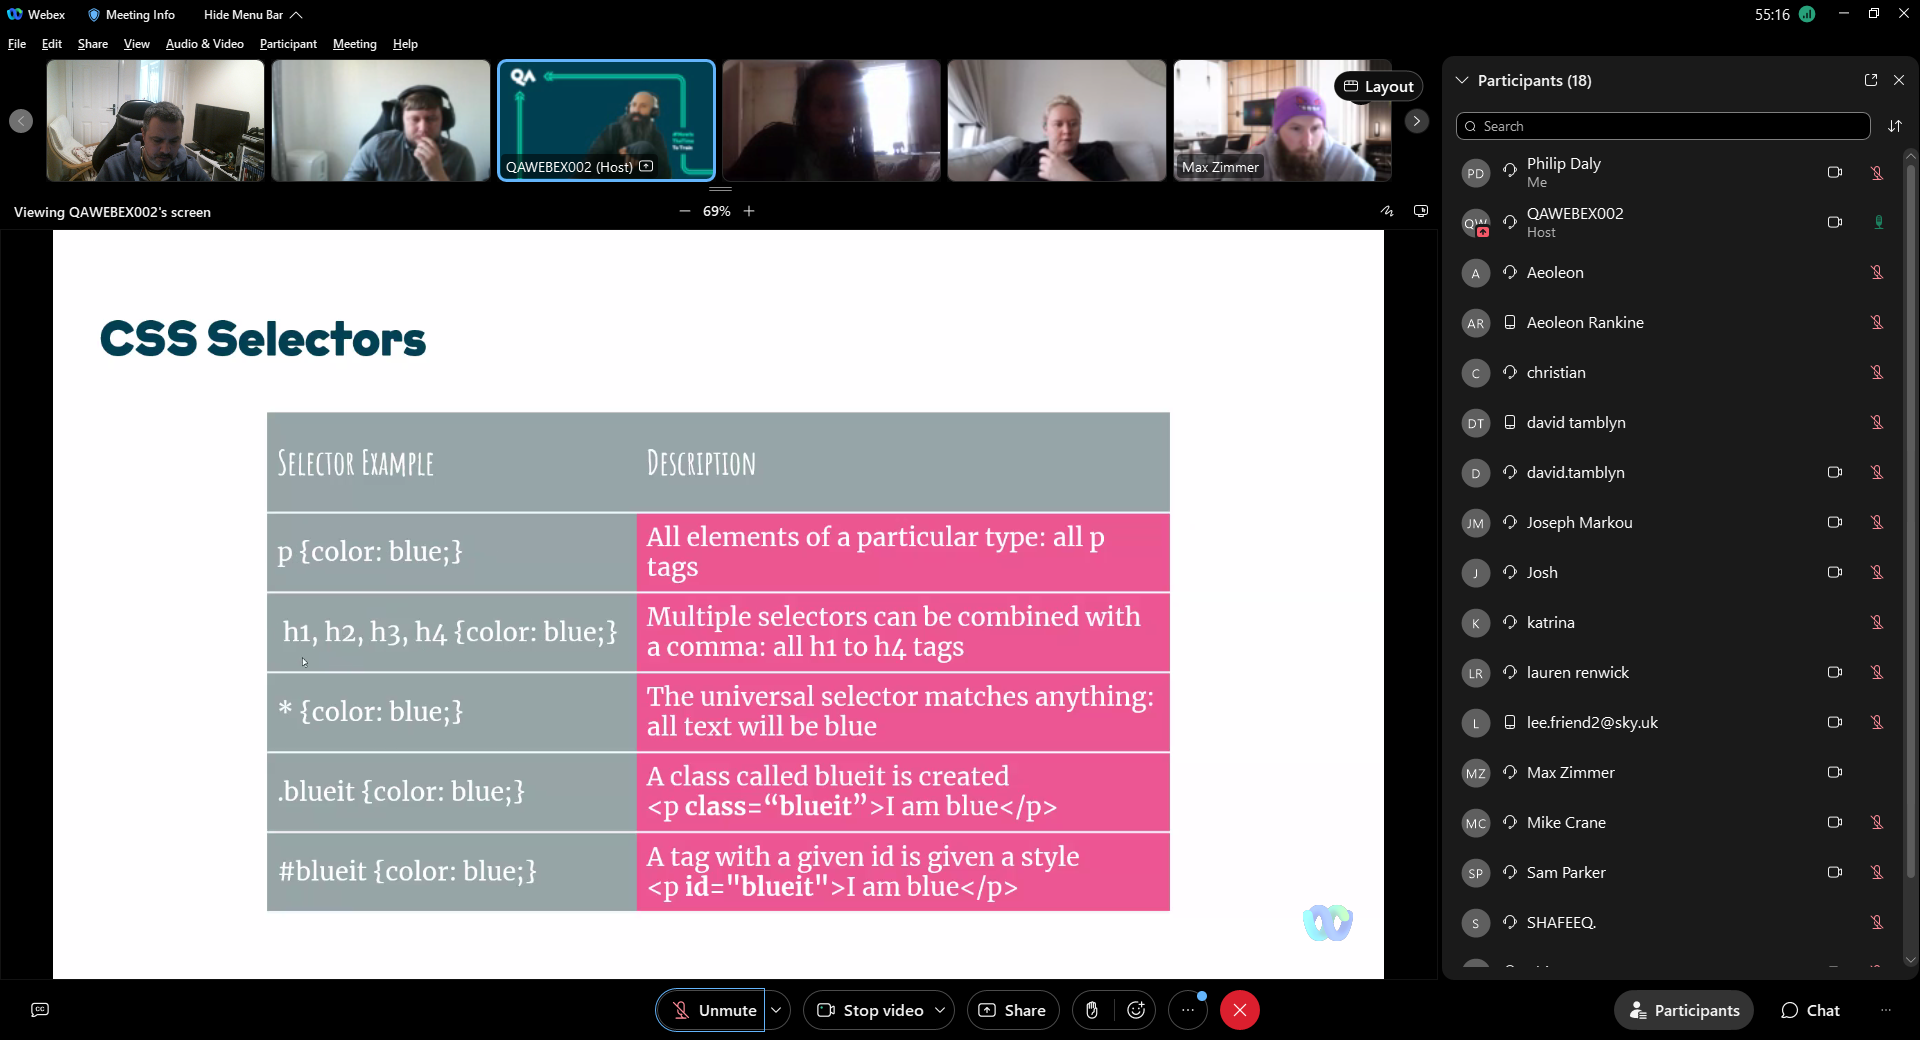 Webex
Meeting Info
Hide Menu Bar
55:16
File Edit Share View Audio & Video Participant Meeting Help
QA
To Train
QAWEBEX002 (Host)
Max Zimmer
Layout
Viewing QAWEBEX002's screen
69%
CSS Selectors
Selector Example
Description
p {color: blue;}
All elements of a particular type: all p
tags
h1, h2, h3, h4 {color: blue;}
Multiple selectors can be combined with
a comma: all h1 to h4 tags
* {color: blue;}
The universal selector matches anything:
all text will be blue
.blueit {color: blue;}
A class called blueit is created
<p class=“blueit”>I am blue</p>
#blueit {color: blue;}
A tag with a given id is given a style
<p id="blueit">I am blue</p>
Participants (18)
Search
PD Philip Daly
Me
QW QAWEBEX002
Host
A Aeoleon
AR Aeoleon Rankine
C christian
DT david tamblyn
D david.tamblyn
JM Joseph Markou
J Josh
K katrina
LR lauren renwick
L lee.friend2@sky.uk
MZ Max Zimmer
MC Mike Crane
SP Sam Parker
S SHAFEEQ.
CC
Unmute
Stop video
Share
Participants
Chat